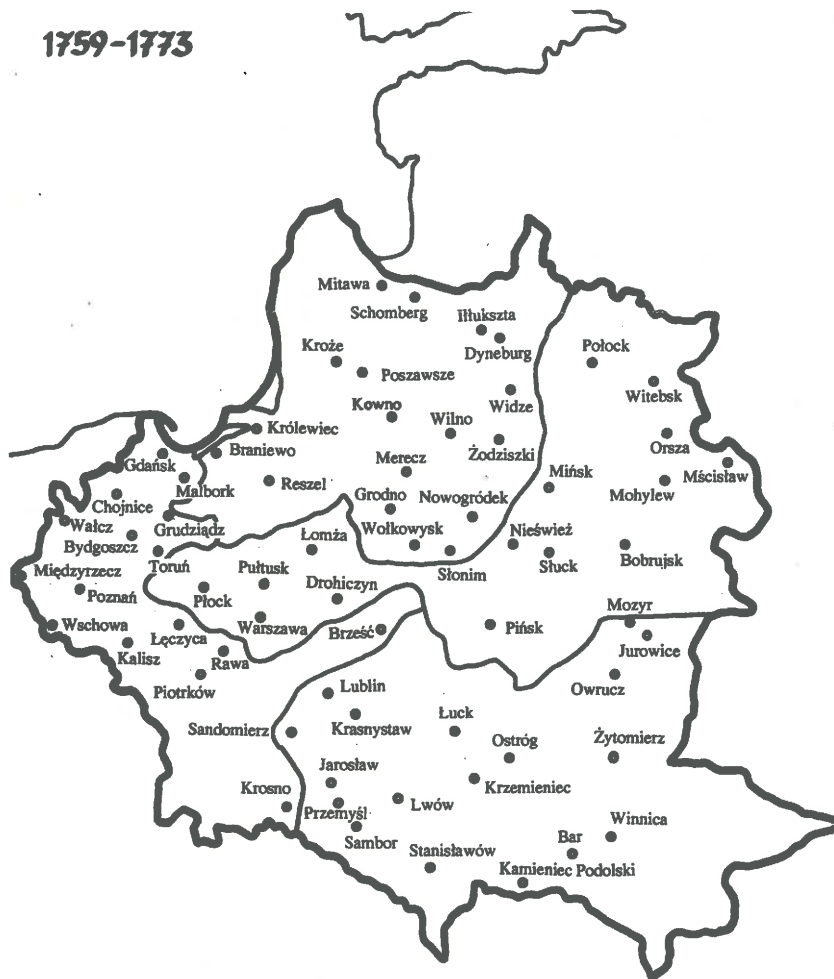 1759-1773
Mitawa
Schomberg
Iłłukszta
Dyneburg
Kroże
Poszawsze
Połock
Witebsk
Kowno
Widze
Królewiec
Wilno
Żodziszki
Orsza
Braniewo
Gdańsk
Merecz
Mińsk
Mścisław
Malbork
Reszel
Mohylew
Chojnice
Grodno
Nowogródek
Wałcz
Grudziądz
Wołkowysk
Nieśwież
Bydgoszcz
Łomża
Słuck
Bobrujsk
Toruń
Słonim
Międzyrzecz
Pułtusk
Drohiczyn
Poznań
Płock
Mozyr
Wschowa
Łęczyca
Warszawa
Brześć
Pińsk
Jurowice
Kalisz
Rawa
Piotrków
Lublin
Owrucz
Sandomierz
Krasnystaw
Łuck
Ostróg
Żytomierz
Jarosław
Krosno
Przemyśl
Lwów
Krzemieniec
Sambor
Winnica
Stanisławów
Bar
Kamieniec Podolski